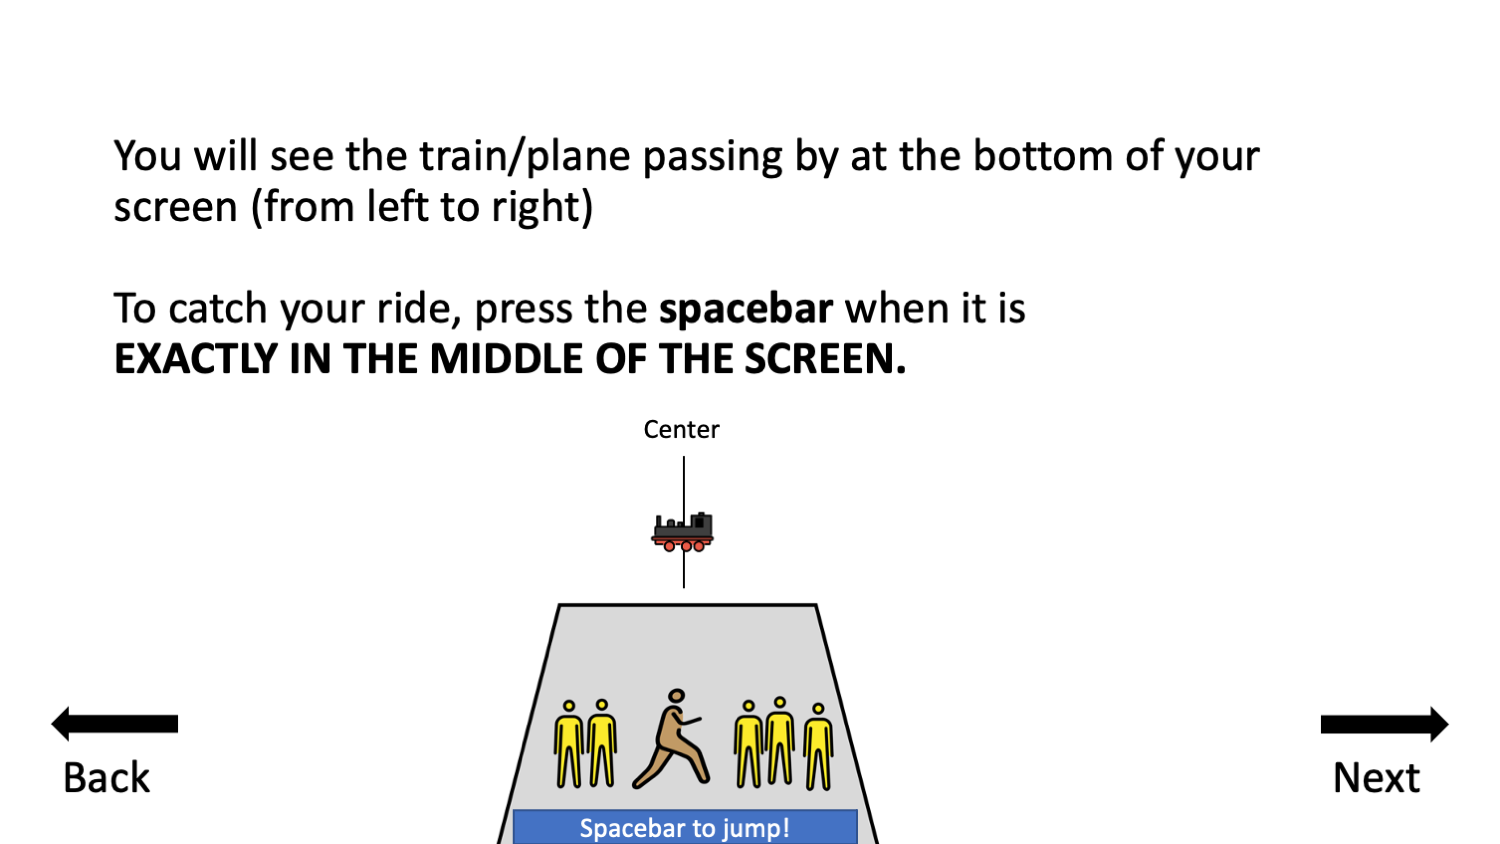 You will see the train/plane passing by at the bottom of your
screen (from left to right)
To catch your ride, press the spacebar when it is
EXACTLY IN THE MIDDLE OF THE SCREEN.
Center
Back
Next
Spacebar to jump!